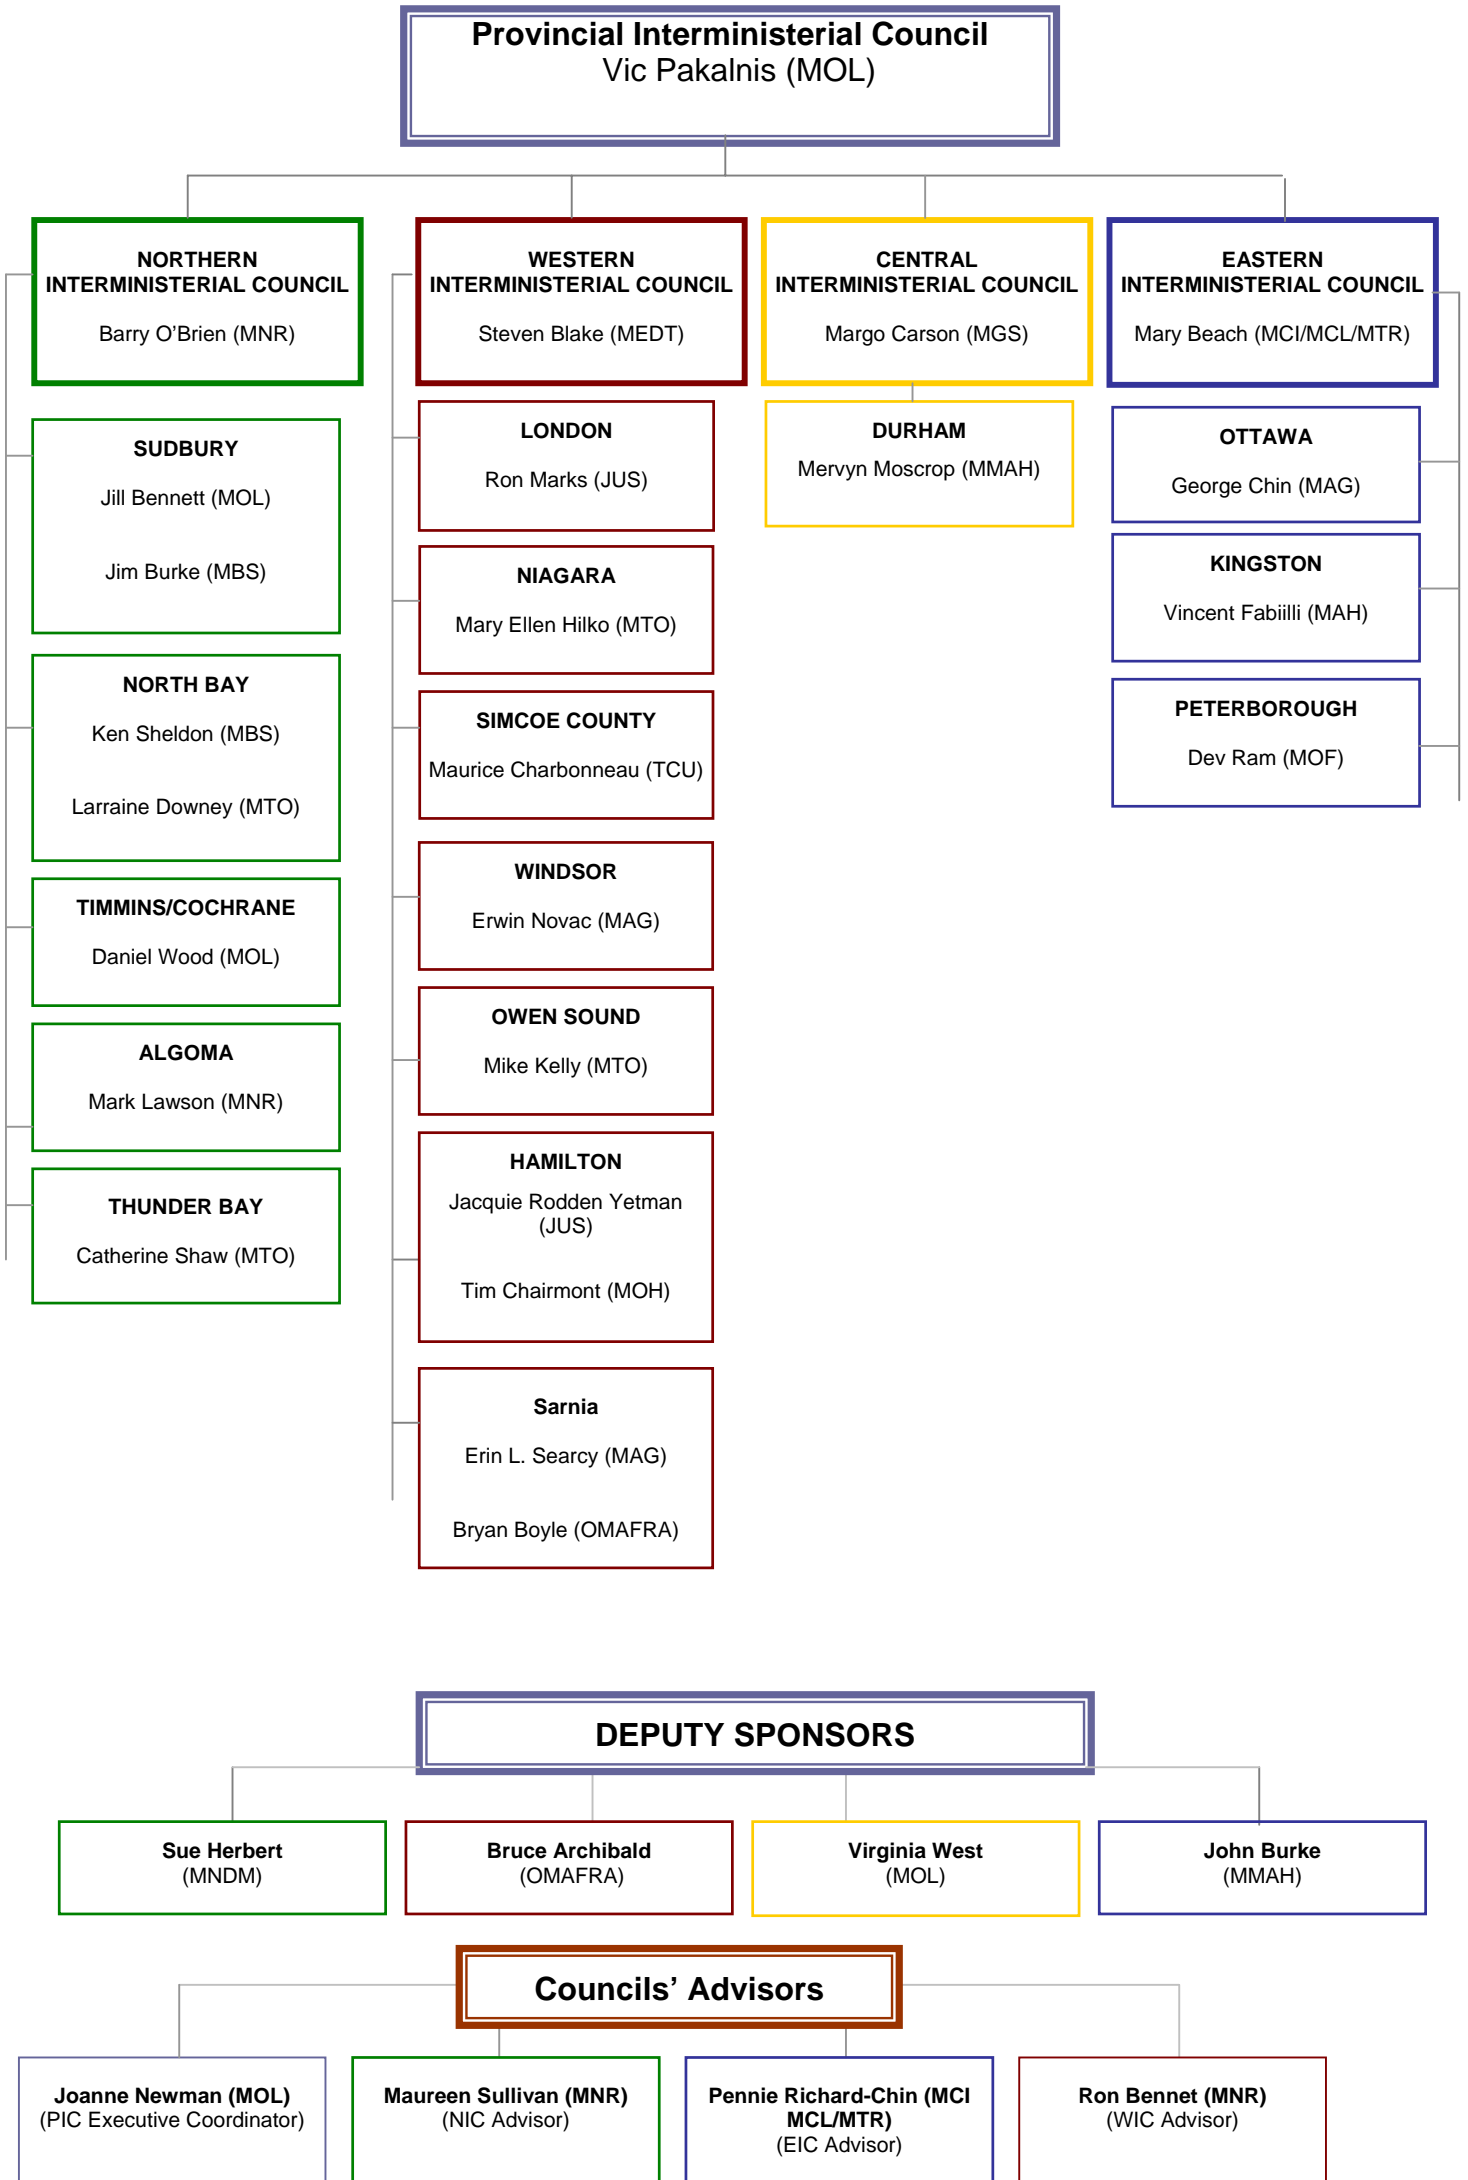 Provincial Interministerial Council
Vic Pakalnis (MOL)
NORTHERN
INTERMINISTERIAL COUNCIL
Barry O’Brien (MNR)
SUDBURY
Jill Bennett (MOL)
Jim Burke (MBS)
NORTH BAY
Ken Sheldon (MBS)
Larraine Downey (MTO)
TIMMINS/COCHRANE
Daniel Wood (MOL)
ALGOMA
Mark Lawson (MNR)
THUNDER BAY
Catherine Shaw (MTO)
WESTERN
INTERMINISTERIAL COUNCIL
Steven Blake (MEDT)
LONDON
Ron Marks (JUS)
NIAGARA
Mary Ellen Hilko (MTO)
SIMCOE COUNTY
Maurice Charbonneau (TCU)
WINDSOR
Erwin Novac (MAG)
OWEN SOUND
Mike Kelly (MTO)
HAMILTON
Jacquie Rodden Yetman
(JUS)
Tim Chairmont (MOH)
Sarnia
Erin L. Searcy (MAG)
Bryan Boyle (OMAFRA)
CENTRAL
INTERMINISTERIAL COUNCIL
Margo Carson (MGS)
DURHAM
Mervyn Moscrop (MMAH)
EASTERN
INTERMINISTERIAL COUNCIL
Mary Beach (MCI/MCL/MTR)
OTTAWA
George Chin (MAG)
KINGSTON
Vincent Fabiilli (MAH)
PETERBOROUGH
Dev Ram (MOF)
DEPUTY SPONSORS
Sue Herbert
(MNDM)
Bruce Archibald
(OMAFRA)
Virginia West
(MOL)
John Burke
(MMAH)
Councils’ Advisors
Joanne Newman (MOL)
(PIC Executive Coordinator)
Maureen Sullivan (MNR)
(NIC Advisor)
Pennie Richard-Chin (MCI
MCL/MTR)
(EIC Advisor)
Ron Bennet (MNR)
(WIC Advisor)